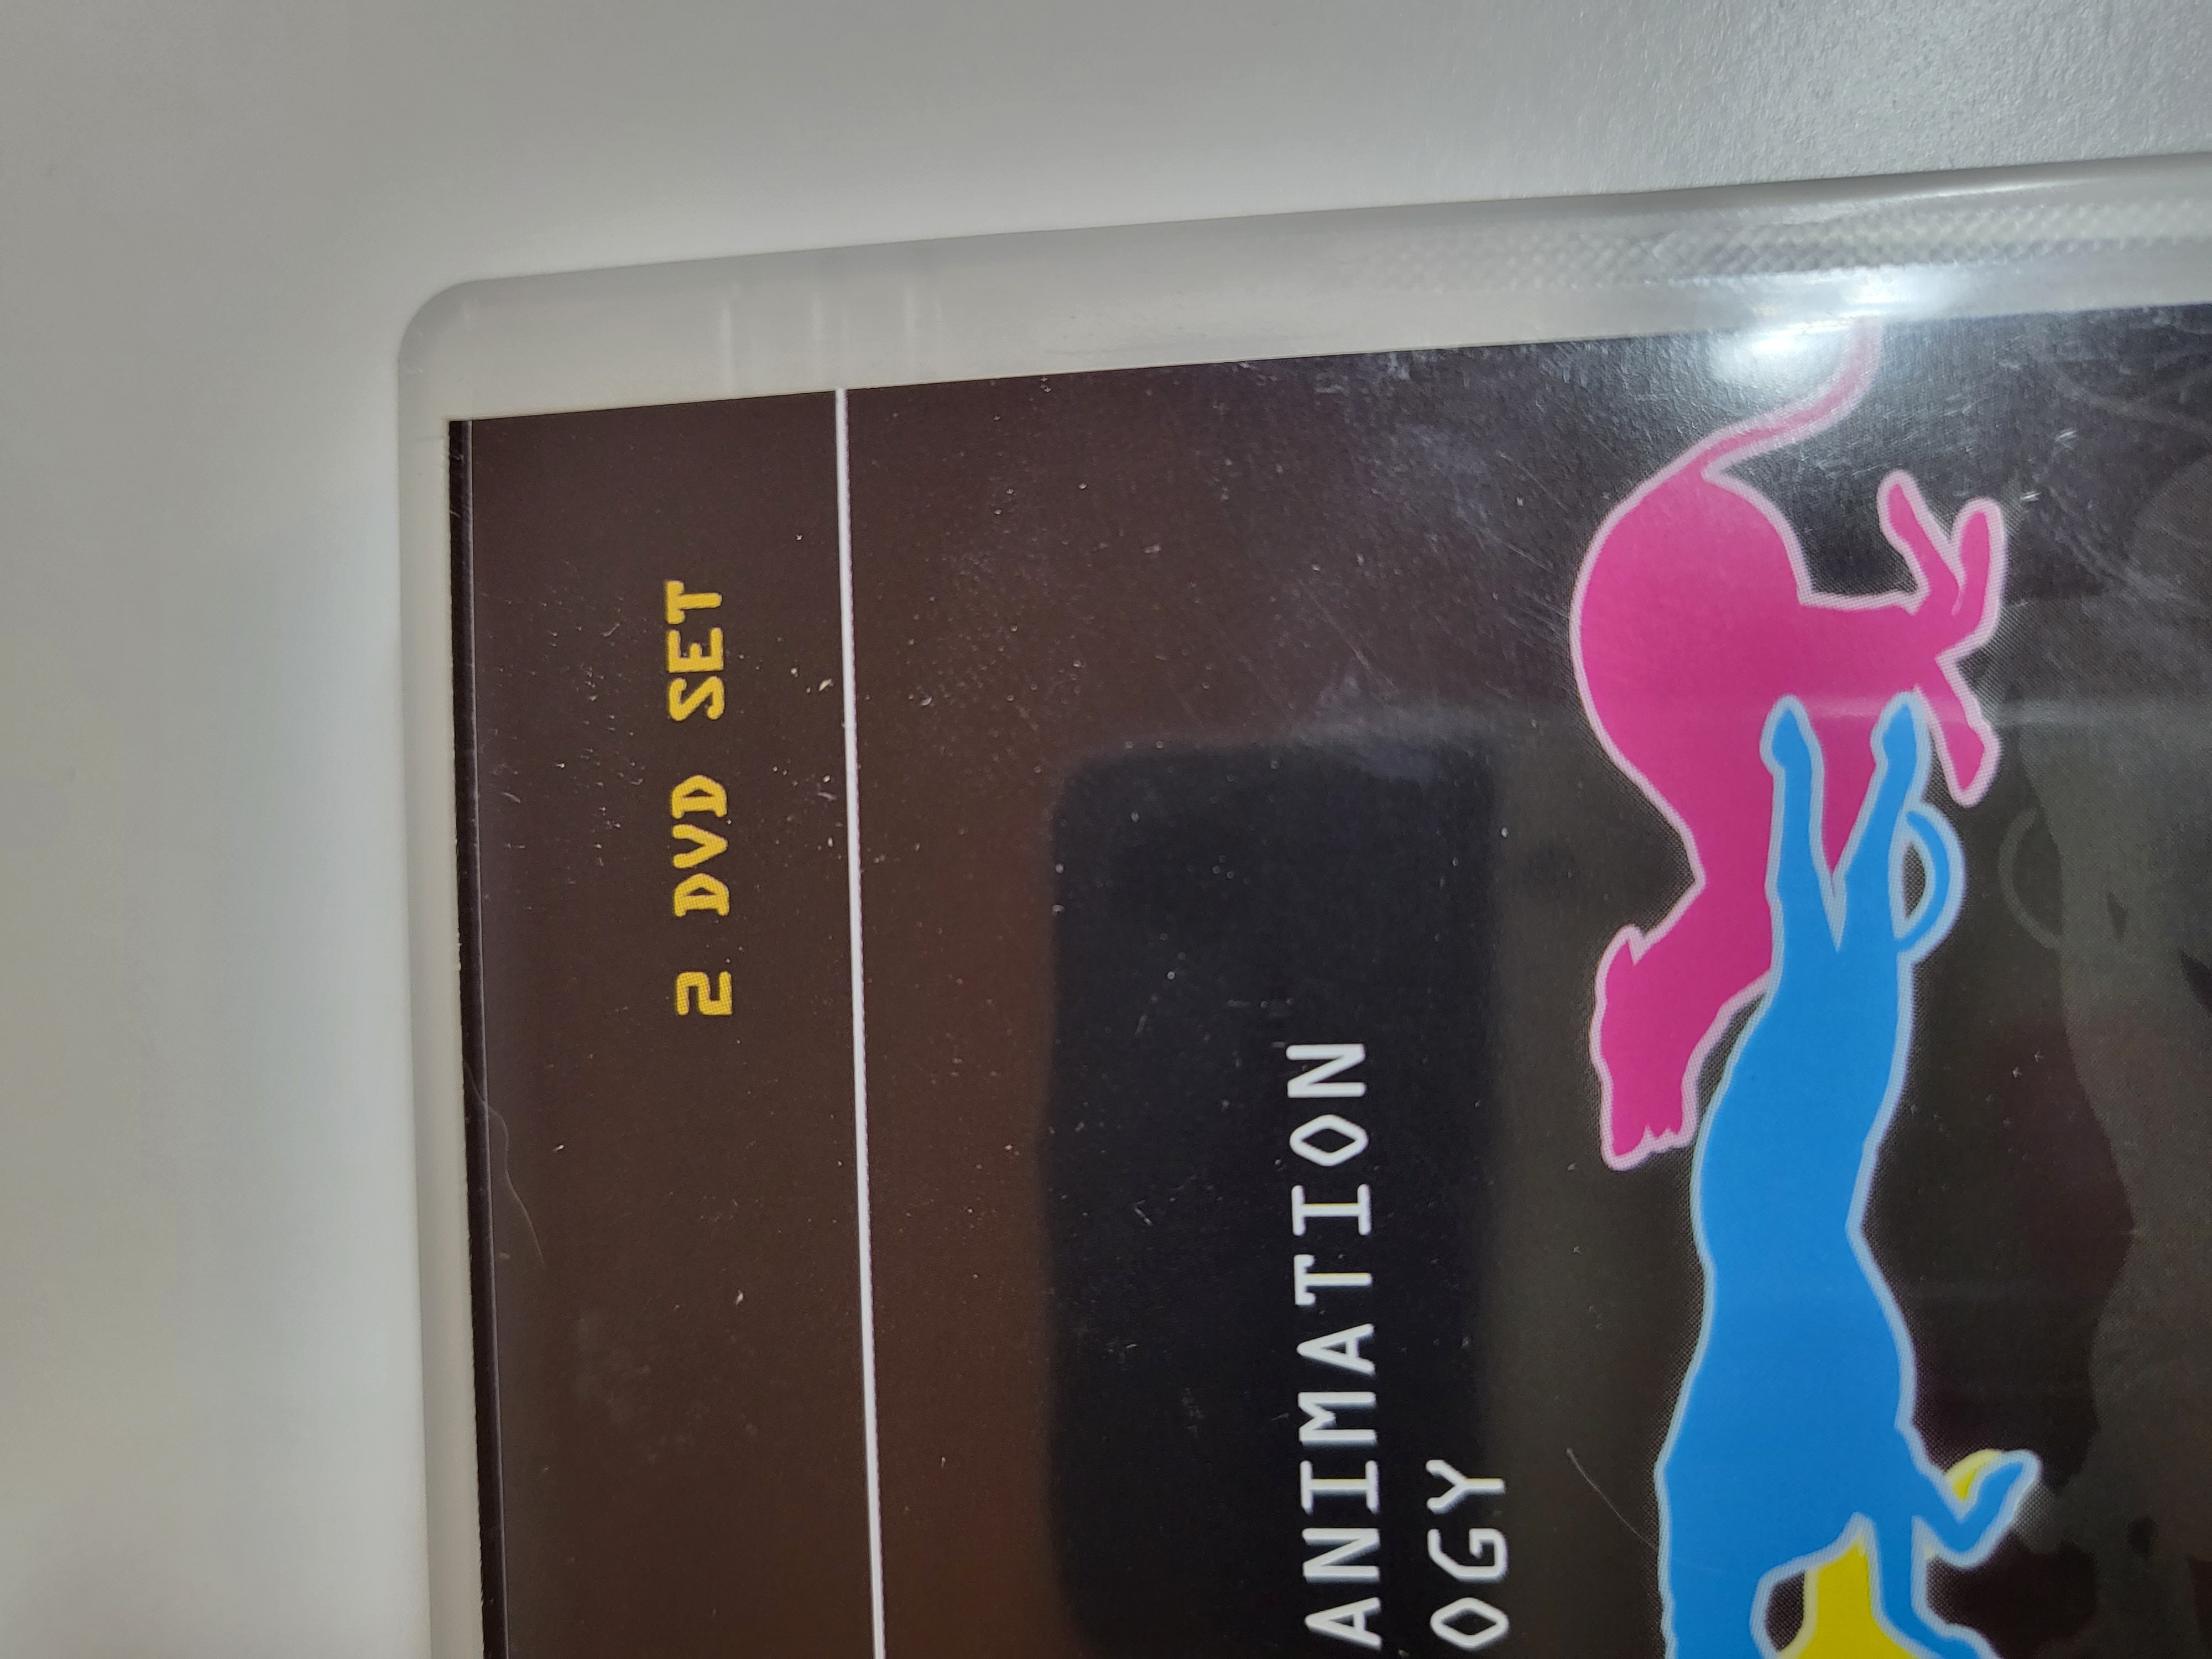 2 DVD SET
ANIMATION
OGY